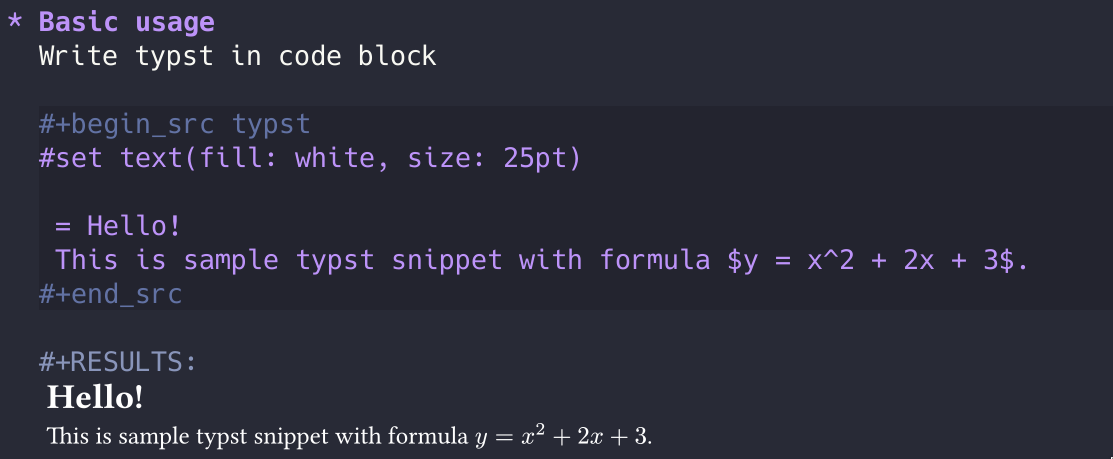 * Basic usage
Write typst in code block
#+begin_src typst
#set text(fill: white, size: 25pt)
= Hello!
This is sample typst snippet with formula $y = x^2 + 2x + 3$.
#+end_src
#+RESULTS:
Hello!
This is sample typst snippet with formula y = x² + 2x + 3.